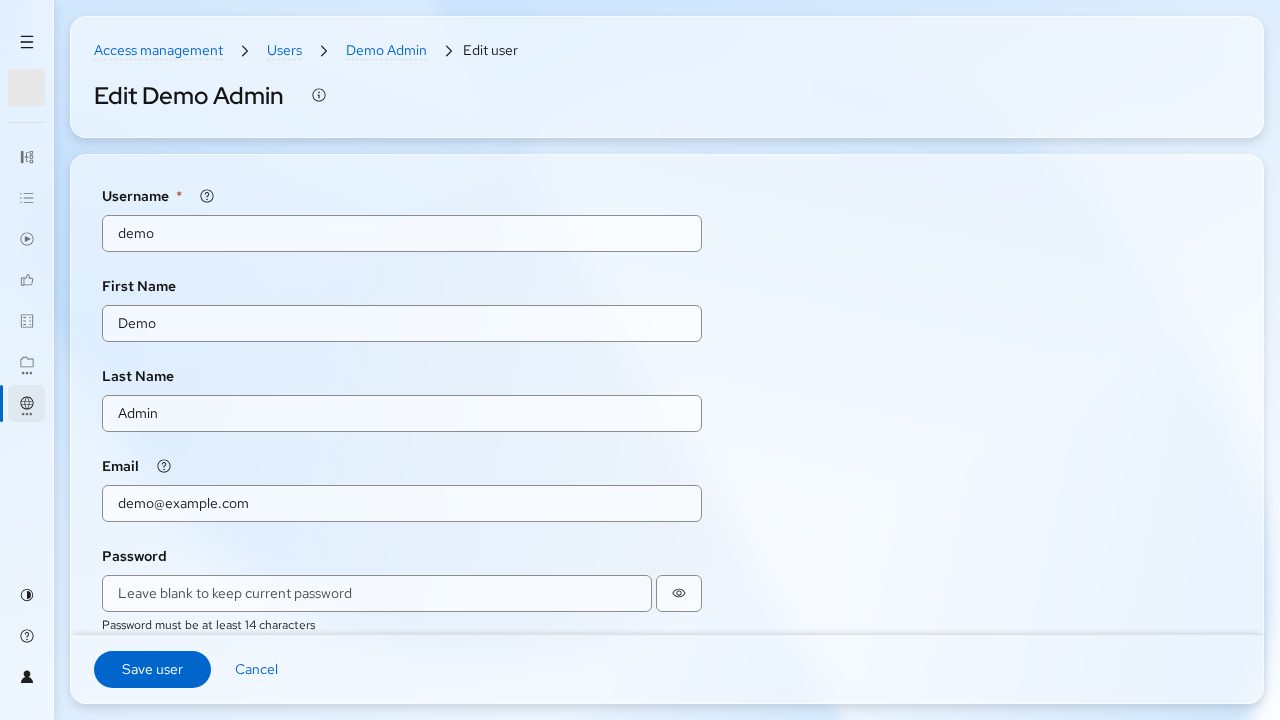 Access management Users Demo Admin Edit user
Edit Demo Admin
Username *
demo
First Name
Demo
Last Name
Admin
Email
demo@example.com
Password
Leave blank to keep current password
Password must be at least 14 characters
Save user Cancel